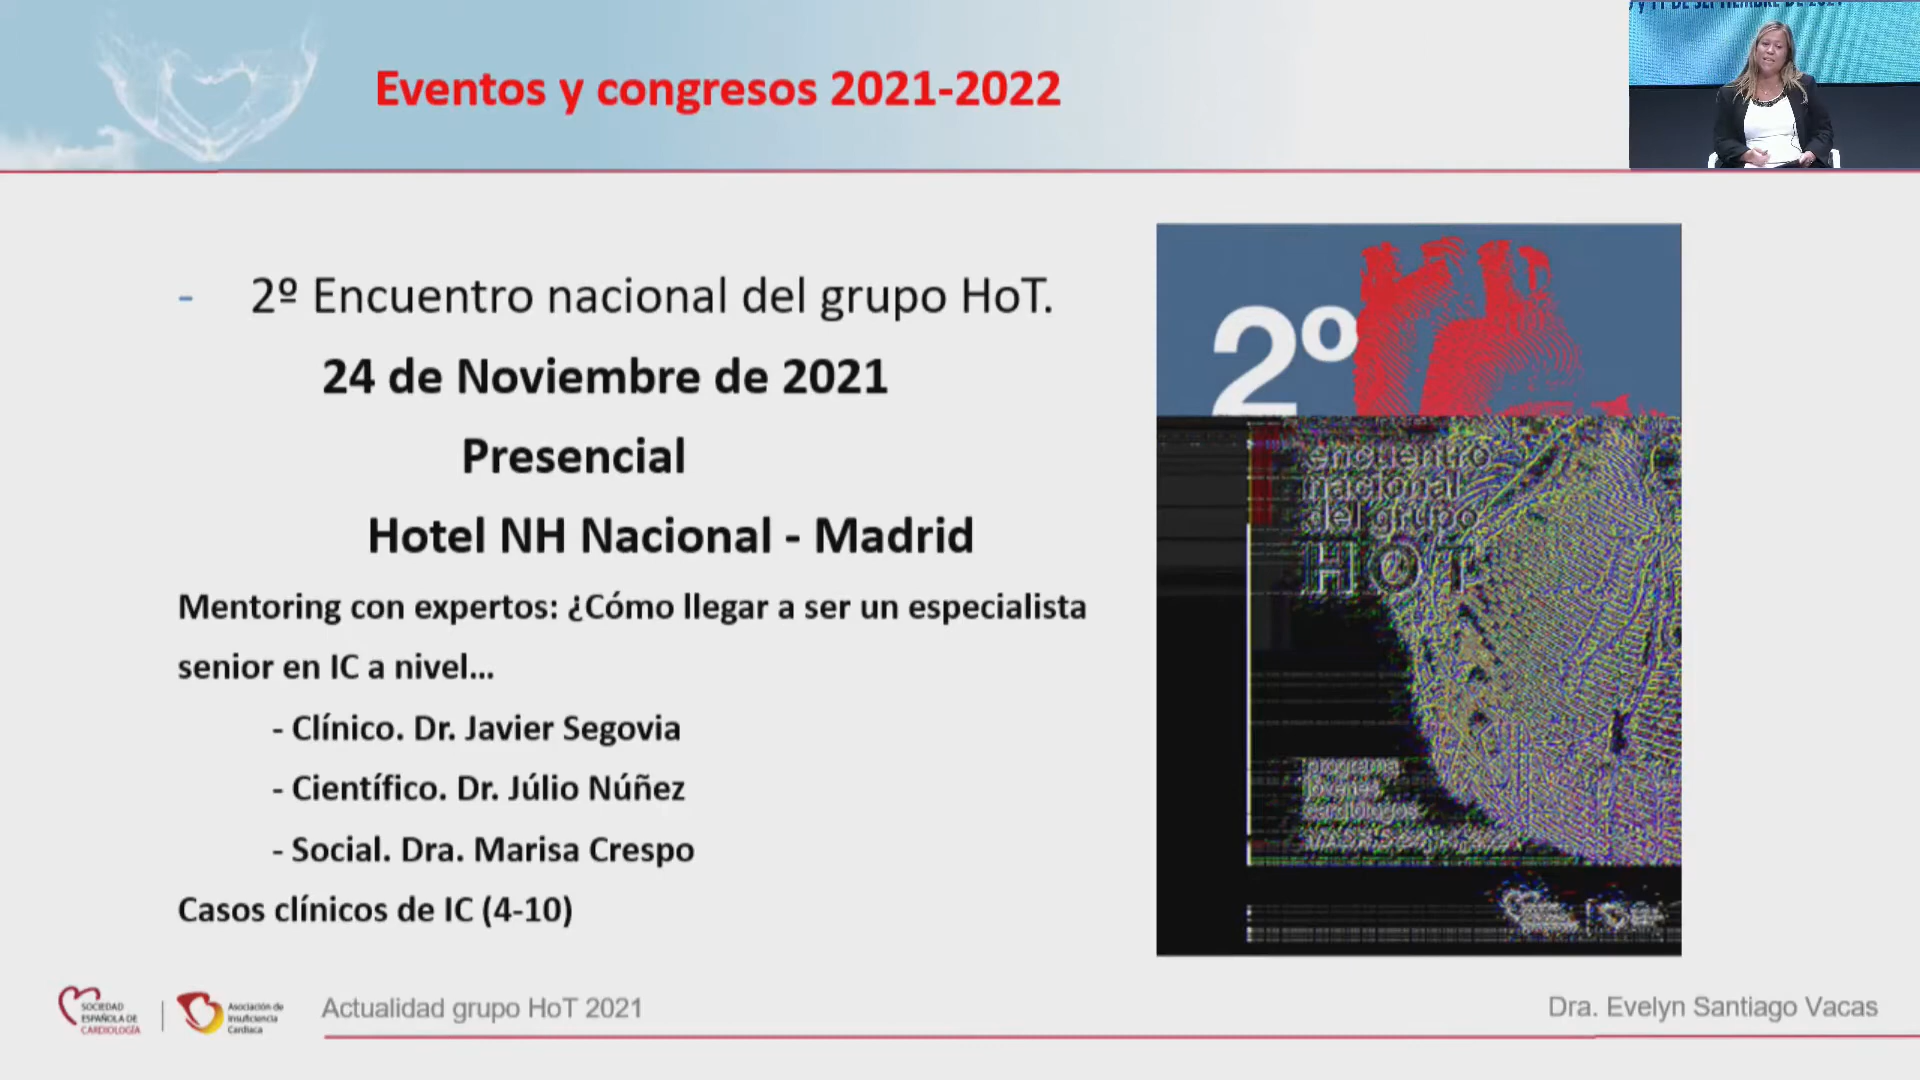 Eventos y congresos 2021-2022
- 2º Encuentro nacional del grupo HoT.
24 de Noviembre de 2021
Presencial
Hotel NH Nacional - Madrid
Mentoring con expertos: ¿Cómo llegar a ser un especialista
senior en IC a nivel...
- Clínico. Dr. Javier Segovia
- Científico. Dr. Júlio Núñez
- Social. Dra. Marisa Crespo
Casos clínicos de IC (4-10)
2º
encuentro
nacional
del grupo
HOT
programa
jóvenes
cardiólogos
SOCIEDAD
ESPAÑOLA DE
CARDIOLOGÍA
Asociación de
Insuficiencia
Cardiaca
Actualidad grupo HoT 2021
Dra. Evelyn Santiago Vacas